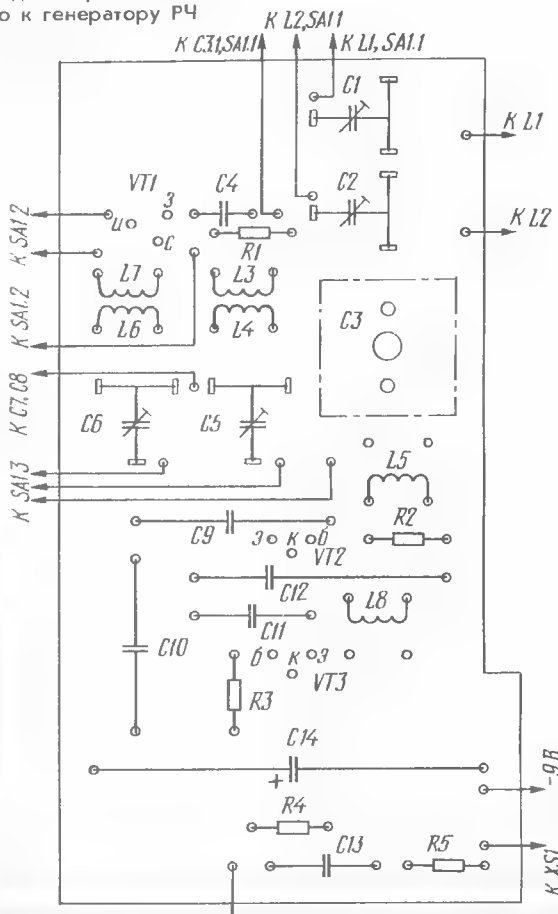 о к генератору РЧ
К С3.1, SA1.1
К L2, SA1.1
К L1, SA1.1
C1
К L1
VT1
З
C4
C2
И
К SA1.2
С
R1
К L2
L7
L3
К SA1.2
L6
L4
C3
К C7, C8
C6
C5
L5
К SA1.3
C9
R2
Э К Б
VT2
C12
L8
C11
C10
Б К Э
VT3
R3
C14
+
-9 В
R4
C13
R5
К XS1